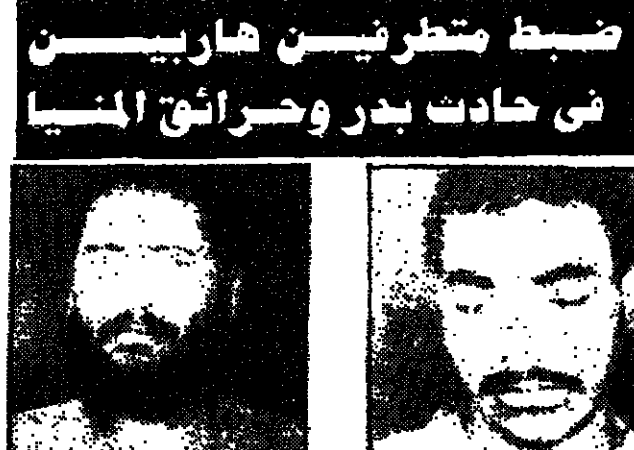 ضبط متطرفين هاربين
فى حادث بدر وحرائق المنيا